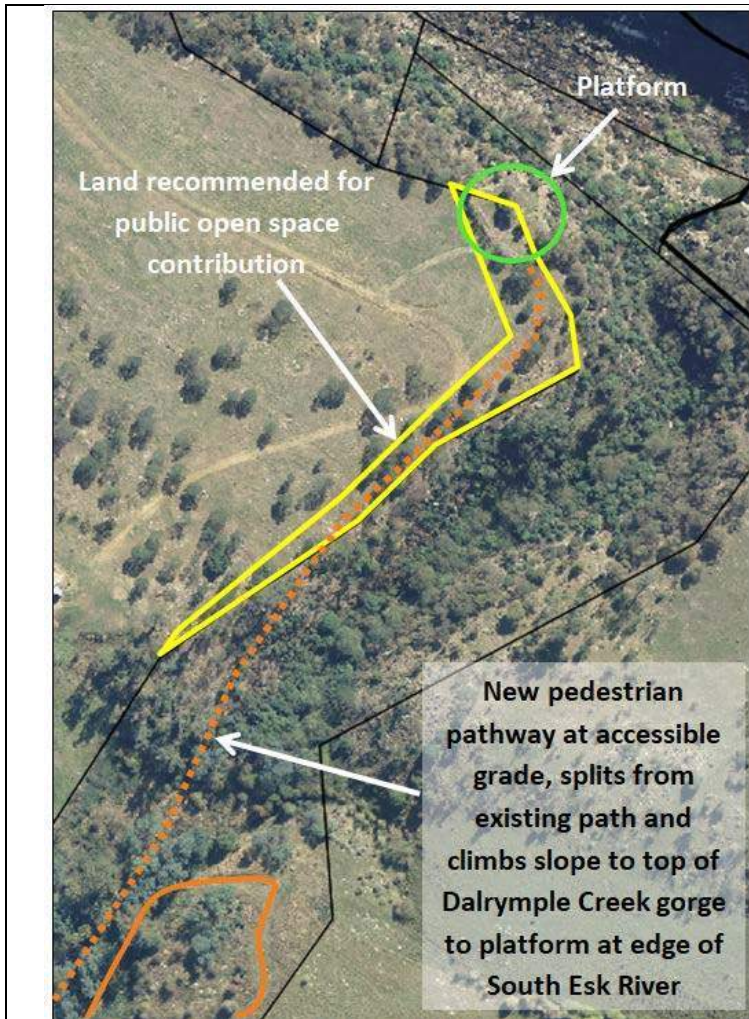 Platform
Land recommended for
public open space
contribution
New pedestrian
pathway at accessible
grade, splits from
existing path and
climbs slope to top of
Dalrymple Creek gorge
to platform at edge of
South Esk River